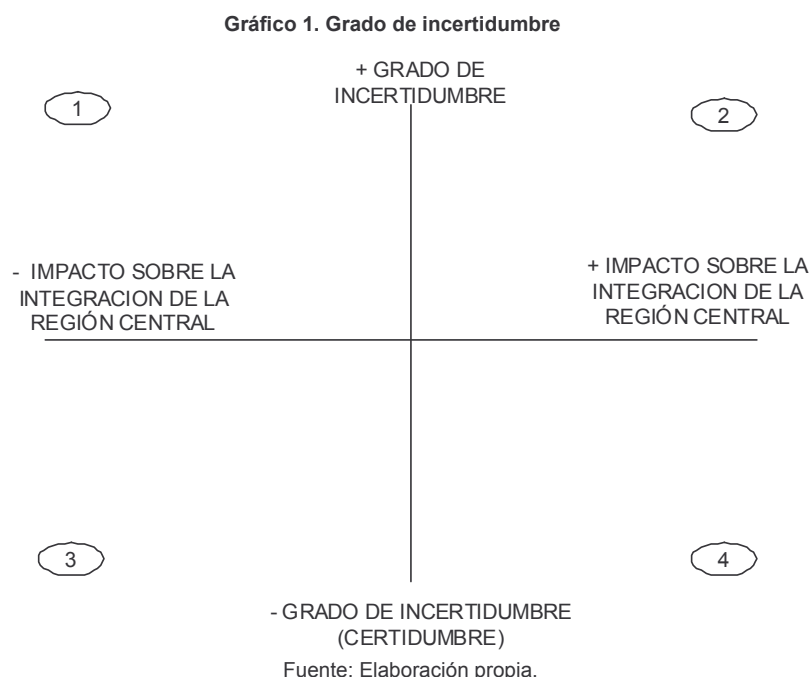 Gráfico 1. Grado de incertidumbre
+ GRADO DE
INCERTIDUMBRE
1
2
- IMPACTO SOBRE LA
INTEGRACION DE LA
REGIÓN CENTRAL
+ IMPACTO SOBRE LA
INTEGRACION DE LA
REGIÓN CENTRAL
3
4
- GRADO DE INCERTIDUMBRE
(CERTIDUMBRE)
Fuente: Elaboración propia.